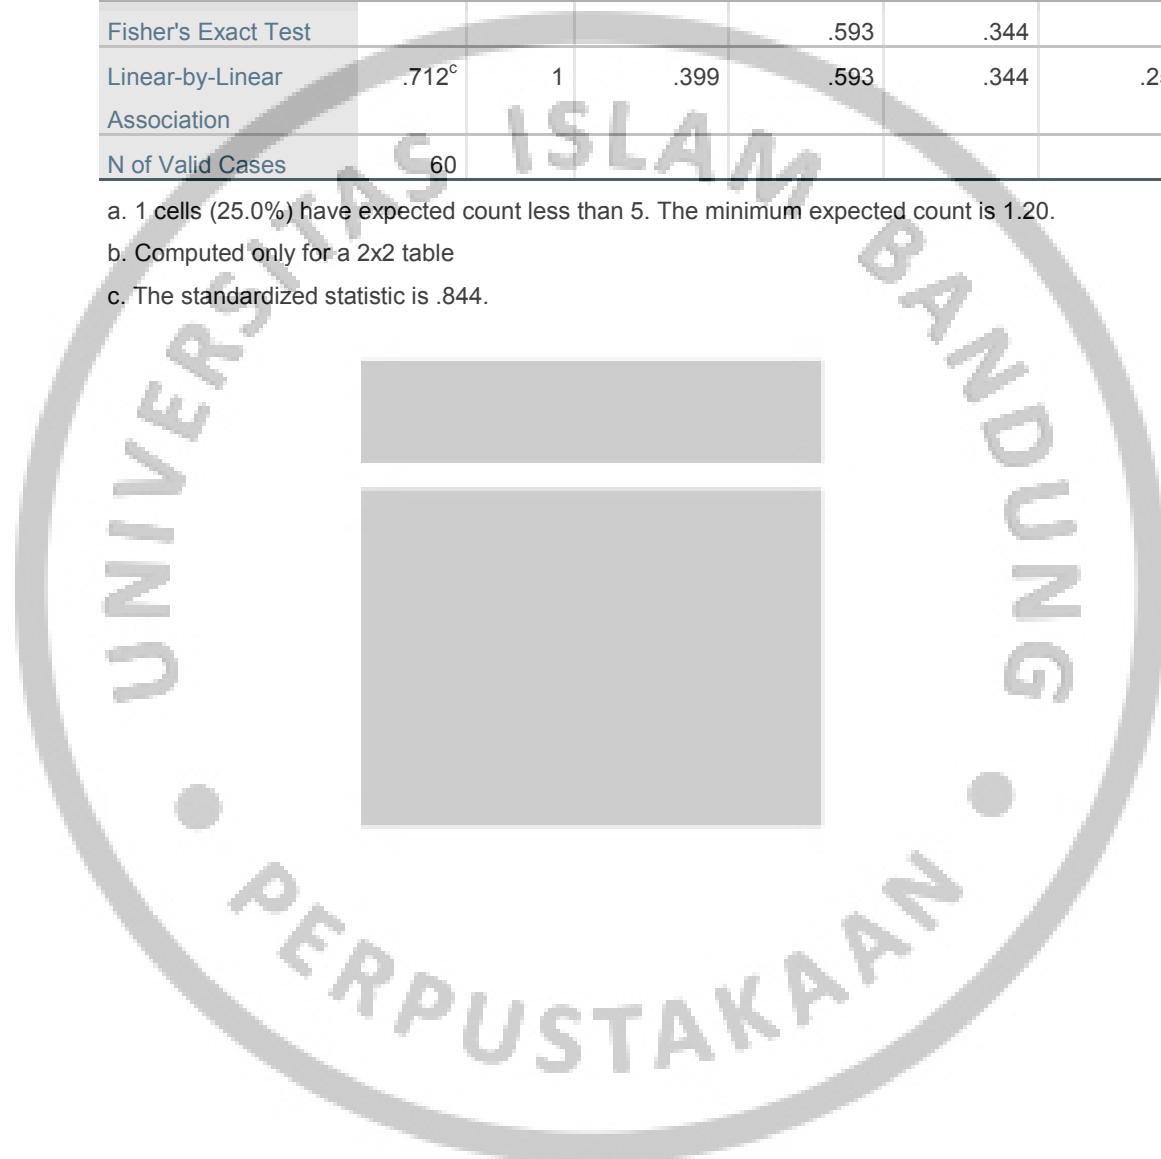 Fisher's Exact Test .593 .344
Linear-by-Linear .712c 1 .399 .593 .344
Association
N of Valid Cases 60
a. 1 cells (25.0%) have expected count less than 5. The minimum expected count is 1.20.
b. Computed only for a 2x2 table
c. The standardized statistic is .844.
UNIVERSITAS ISLAM BANDUNG
PERPUSTAKAAN